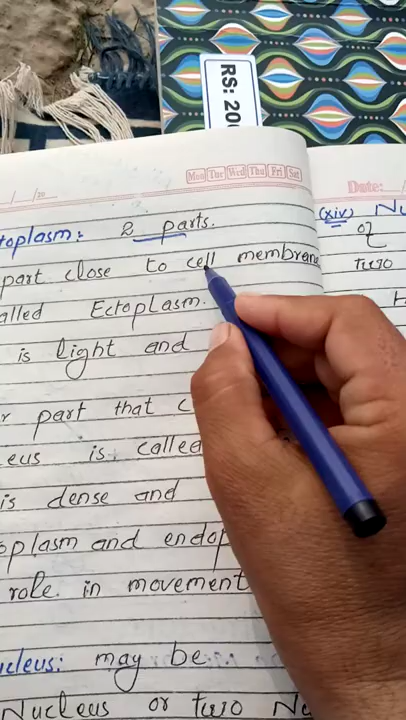 RS: 200
Mon Tue Wed Thu Fri Sat
Date:
toplasm: 2 parts.
part close to cell membrane
alled Ectoplasm.
is light and
r part that c
eus is called
is dense and
oplasm and endop
role in movement
ucleus: may be
Nucleus or two Nu
(xiv) Nu
of
two